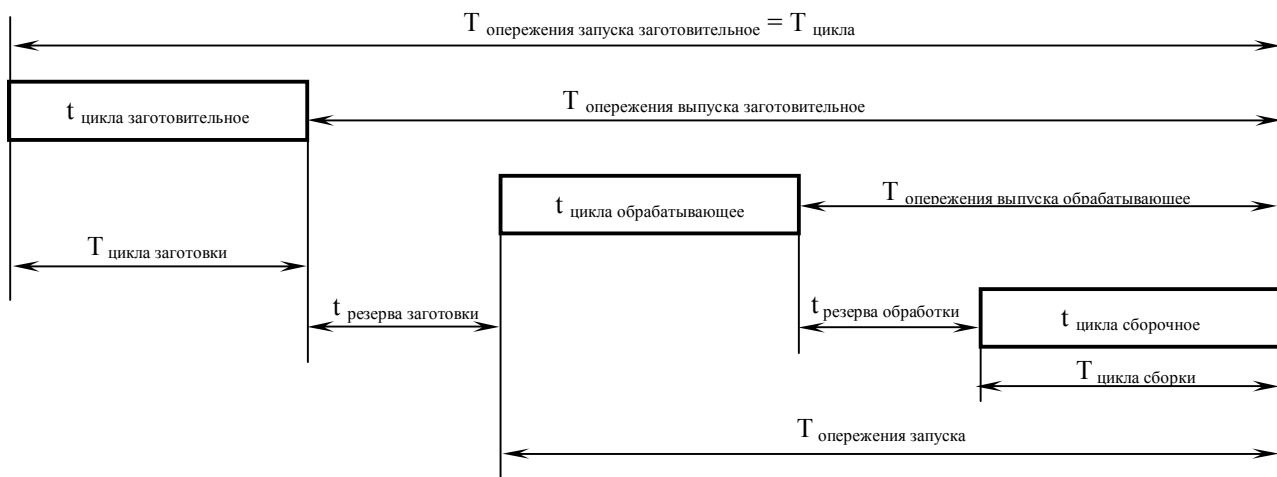 T опережения запуска заготовительное = T цикла
t цикла заготовительное
T опережения выпуска заготовительное
t цикла обрабатывающее
T опережения выпуска обрабатывающее
T цикла заготовки
t резерва заготовки
t резерва обработки
t цикла сборочное
T цикла сборки
T опережения запуска